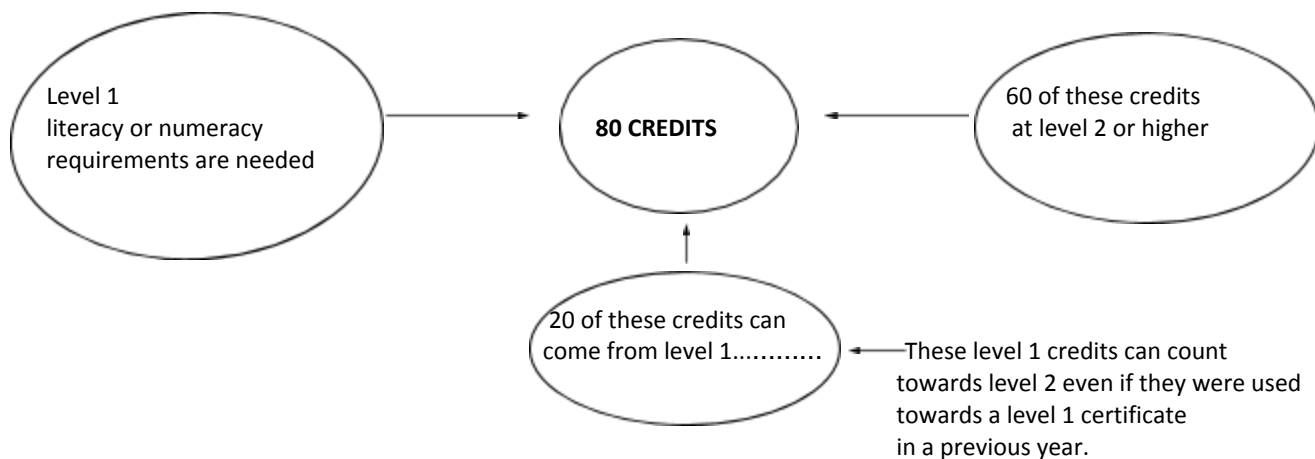 Level 1
literacy or numeracy
requirements are needed
80 CREDITS
60 of these credits
at level 2 or higher
20 of these credits can
come from level 1............
These level 1 credits can count
towards level 2 even if they were used
towards a level 1 certificate
in a previous year.